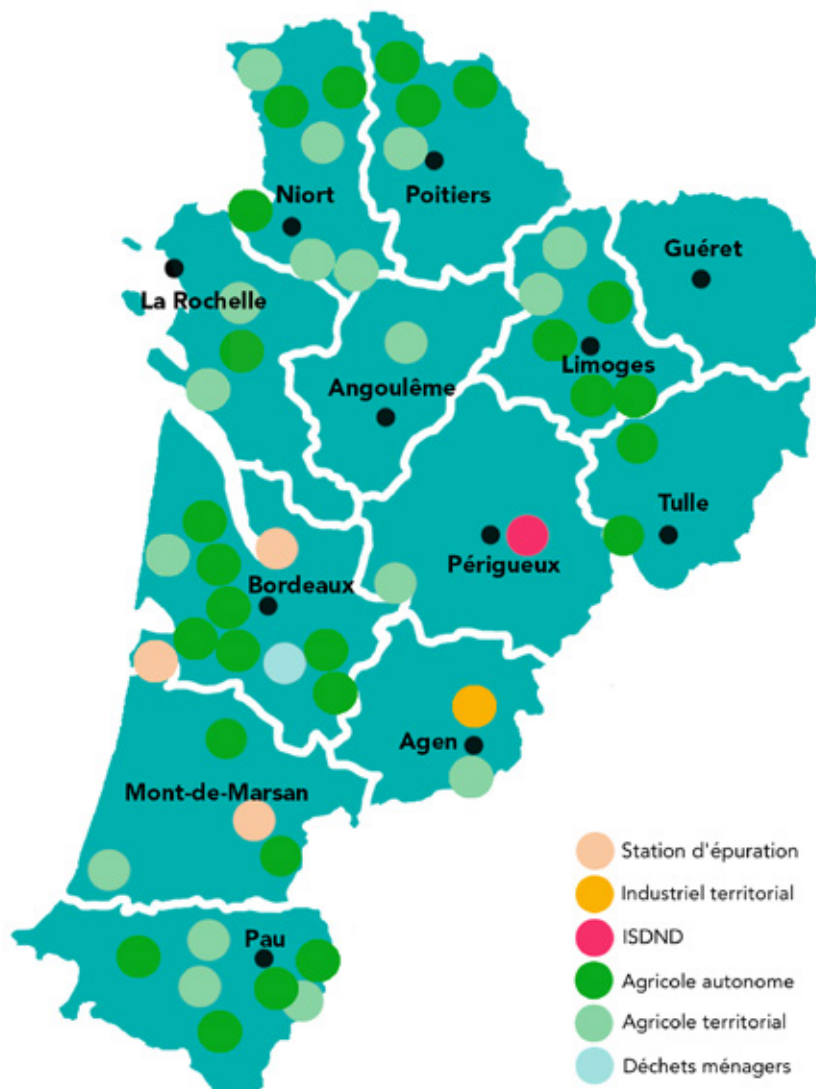 Niort
Poitiers
Guéret
La Rochelle
Limoges
Angoulême
Tulle
Périgueux
Bordeaux
Agen
Mont-de-Marsan
Pau
Station d'épuration
Industriel territorial
ISDND
Agricole autonome
Agricole territorial
Déchets ménagers